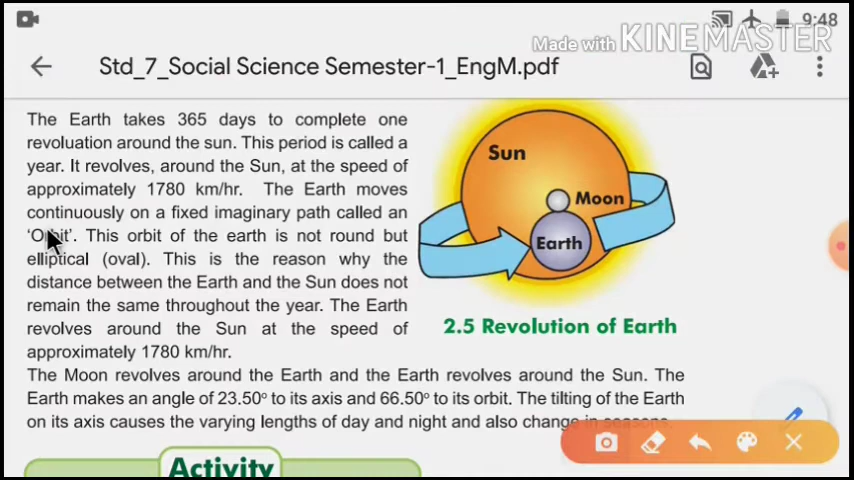 9:48
Made with KINEMASTER
Std_7_Social Science Semester-1_EngM.pdf
The Earth takes 365 days to complete one
revoluation around the sun. This period is called a
year. It revolves, around the Sun, at the speed of
approximately 1780 km/hr. The Earth moves
continuously on a fixed imaginary path called an
‘Orbit’. This orbit of the earth is not round but
elliptical (oval). This is the reason why the
distance between the Earth and the Sun does not
remain the same throughout the year. The Earth
revolves around the Sun at the speed of
approximately 1780 km/hr.
Sun
Moon
Earth
2.5 Revolution of Earth
The Moon revolves around the Earth and the Earth revolves around the Sun. The
Earth makes an angle of 23.50° to its axis and 66.50° to its orbit. The tilting of the Earth
on its axis causes the varying lengths of day and night and also change in seasons.
Activity